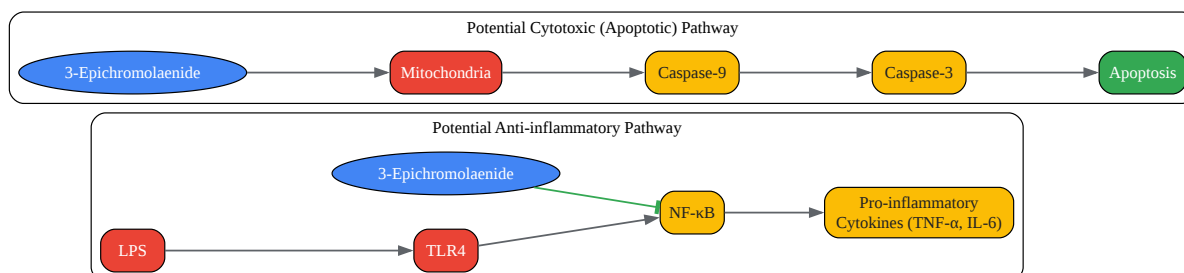 Potential Cytotoxic (Apoptotic) Pathway
3-Epichromolaenide
Mitochondria
Caspase-9
Caspase-3
Apoptosis
Potential Anti-inflammatory Pathway
3-Epichromolaenide
NF-κB
Pro-inflammatory
Cytokines (TNF-α, IL-6)
LPS
TLR4